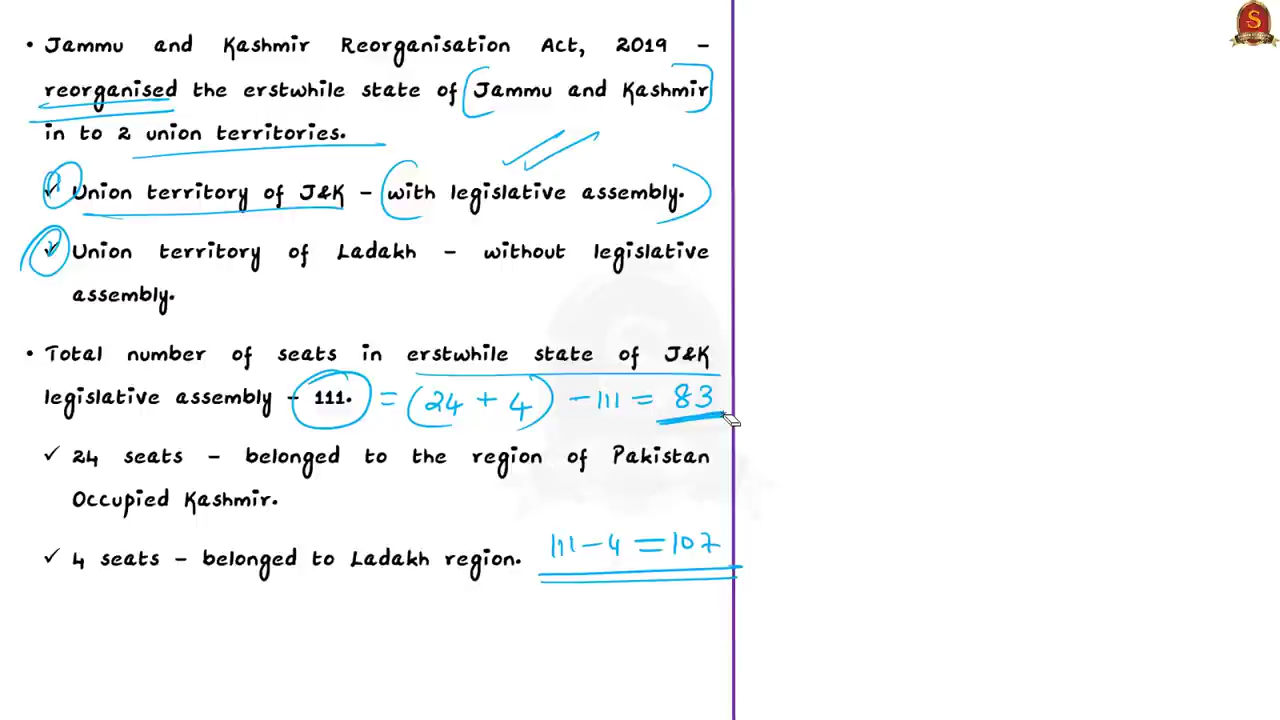 • Jammu and Kashmir Reorganisation Act, 2019 -
reorganised the erstwhile state of Jammu and Kashmir
in to 2 union territories.
✓ Union territory of J&K - with legislative assembly.
✓ Union territory of Ladakh - without legislative
assembly.
• Total number of seats in erstwhile state of J&K
legislative assembly - 111. = (24 + 4) - 111 = 83
✓ 24 seats - belonged to the region of Pakistan
Occupied Kashmir.
✓ 4 seats - belonged to Ladakh region. 111 - 4 = 107